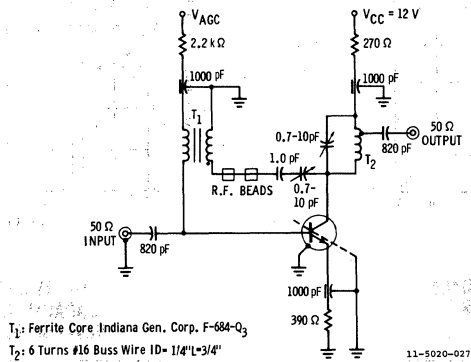 V_AGC
V_CC = 12 V
2.2 kΩ
270 Ω
1000 pF
1000 pF
T_1
0.7-10pF
50 Ω
OUTPUT
820 pF
T_2
1.0 pF
R.F. BEADS
0.7-
10 pF
50 Ω
INPUT
820 pF
1000 pF
390 Ω
T_1: Ferrite Core Indiana Gen. Corp. F-684-Q_3
T_2: 6 Turns #16 Buss Wire ID= 1/4"L=3/4"
11-5020-027